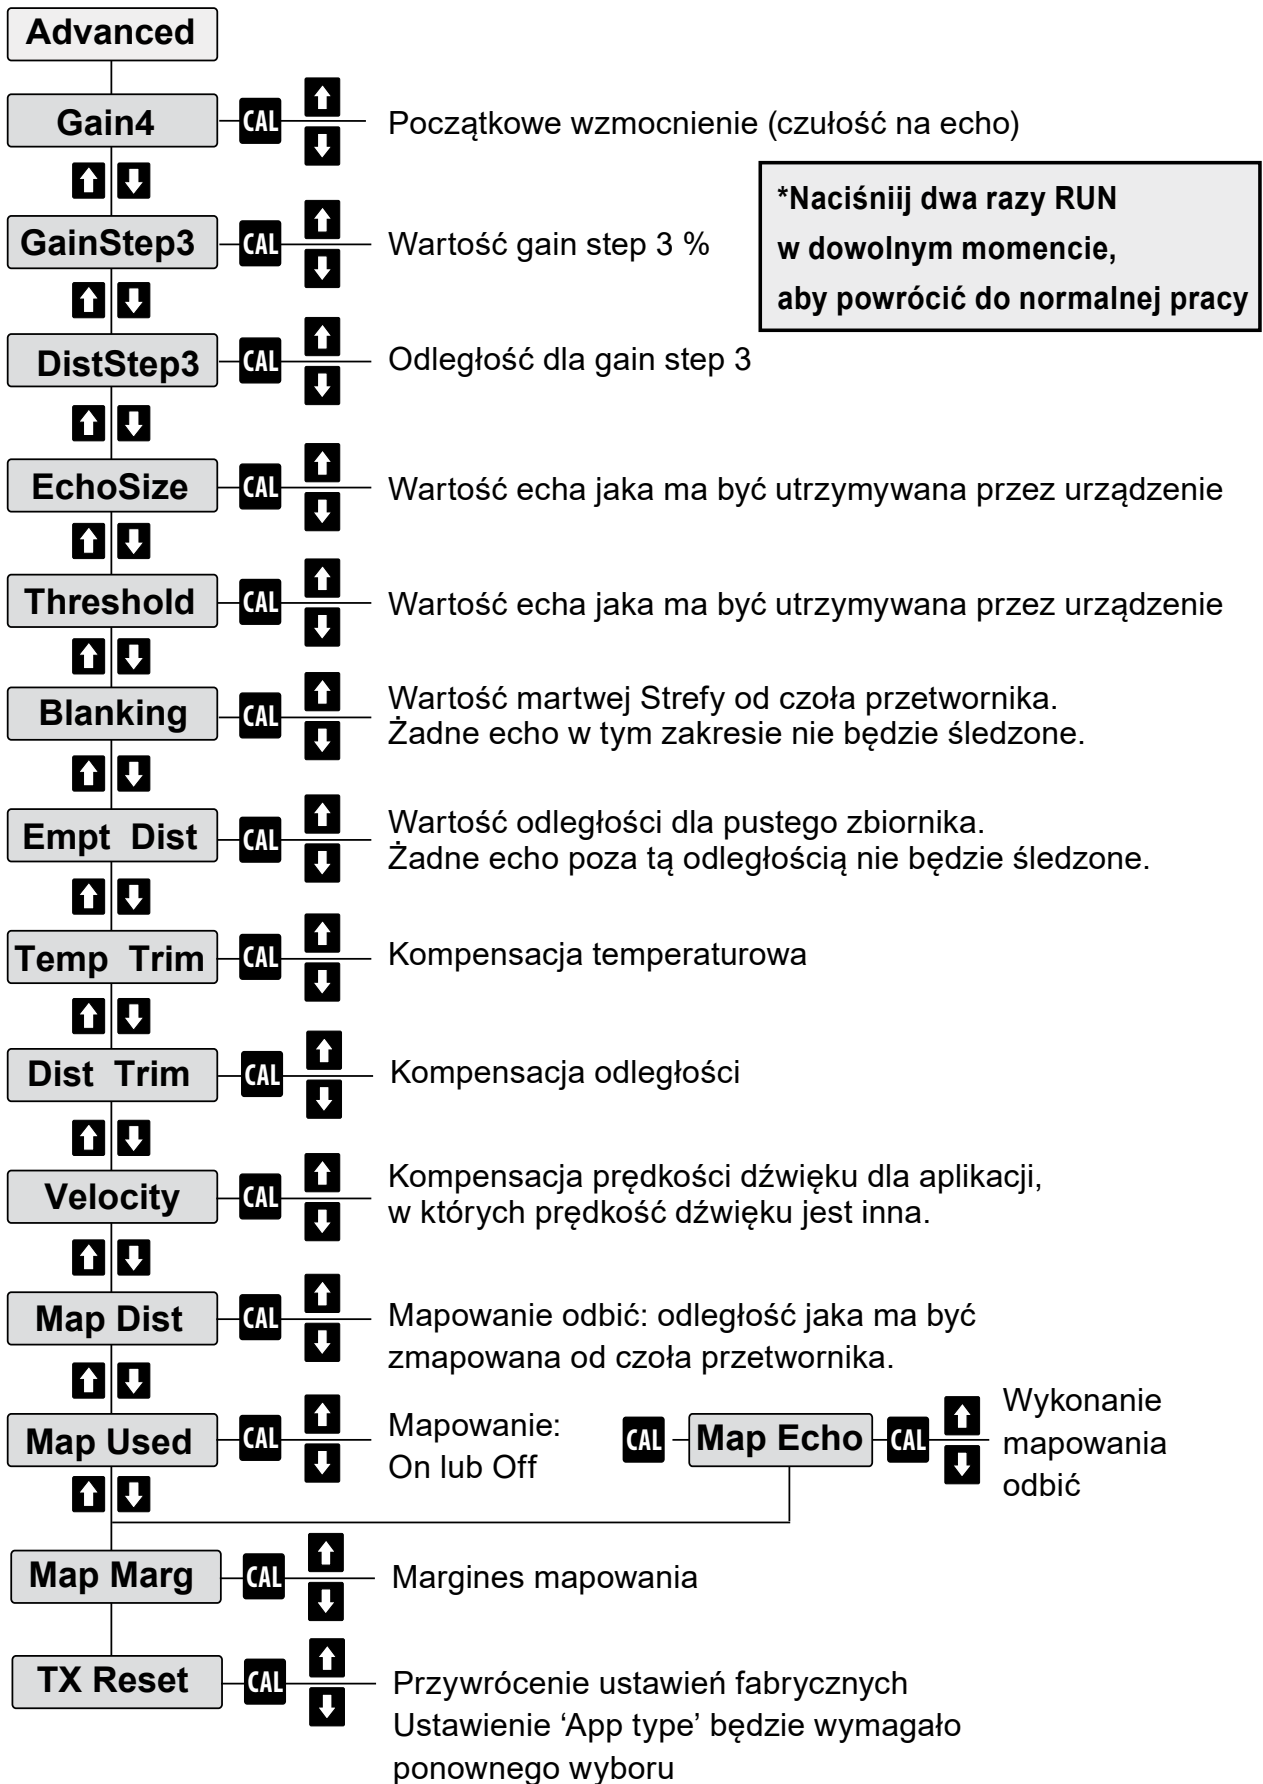 Advanced
Gain4 CAL Początkowe wzmocnienie (czułość na echo)
*Naciśniij dwa razy RUN
w dowolnym momencie,
aby powrócić do normalnej pracy
GainStep3 CAL Wartość gain step 3 %
DistStep3 CAL Odległość dla gain step 3
EchoSize CAL Wartość echa jaka ma być utrzymywana przez urządzenie
Threshold CAL Wartość echa jaka ma być utrzymywana przez urządzenie
Blanking CAL Wartość martwej Strefy od czoła przetwornika.
Żadne echo w tym zakresie nie będzie śledzone.
Empt Dist CAL Wartość odległości dla pustego zbiornika.
Żadne echo poza tą odległością nie będzie śledzone.
Temp Trim CAL Kompensacja temperaturowa
Dist Trim CAL Kompensacja odległości
Velocity CAL Kompensacja prędkości dźwięku dla aplikacji,
w których prędkość dźwięku jest inna.
Map Dist CAL Mapowanie odbić: odległość jaka ma być
zmapowana od czoła przetwornika.
Map Used CAL Mapowanie:
On lub Off
CAL Map Echo CAL Wykonanie
mapowania
odbić
Map Marg CAL Margines mapowania
TX Reset CAL Przywrócenie ustawień fabrycznych
Ustawienie ‘App type’ będzie wymagało
ponownego wyboru